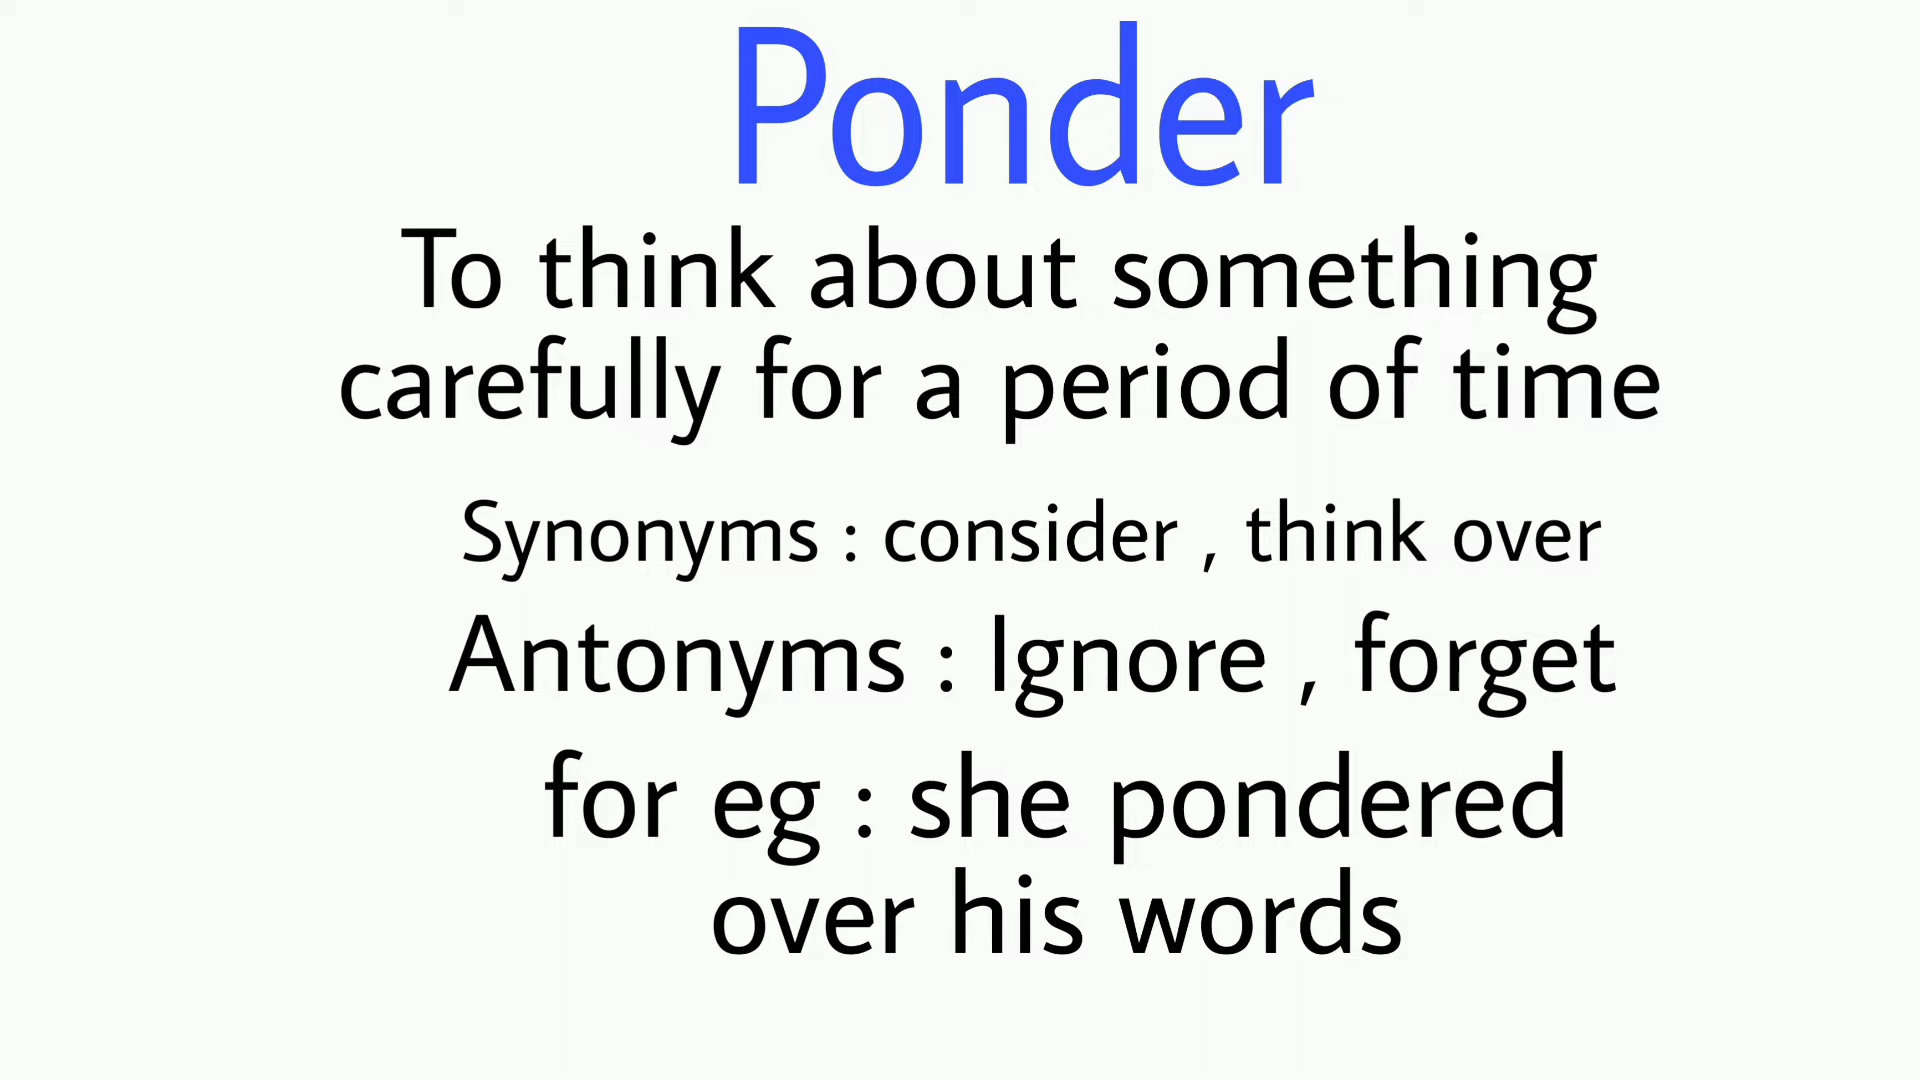 Ponder
To think about something
carefully for a period of time
Synonyms : consider , think over
Antonyms : Ignore , forget
for eg : she pondered
over his words